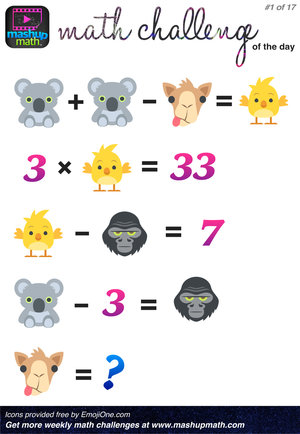 mashup
math
math challenge
#1 of 17
of the day
+ - =
3 × = 33
- = 7
- 3 =
= ?
Icons provided free by EmojiOne.com
Get more weekly math challenges at www.mashupmath.com